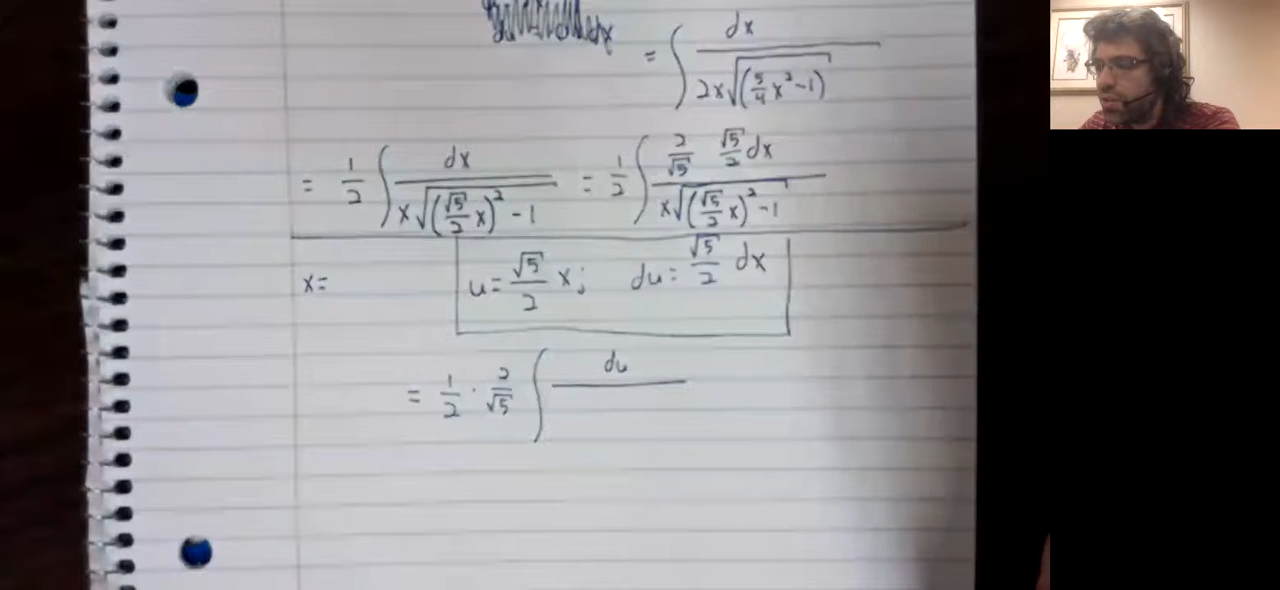 = ∫ dx / 2x√((5/4 x² - 1)
= 1/2 ∫ dx / x√((√5/2 x)² - 1) = 1/2 ∫ 2/√5 √5/2 dx / x√((√5/2 x)² - 1
x= u = √5/2 x; du = √5/2 dx
= 1/2 · 2/√5 ∫ du